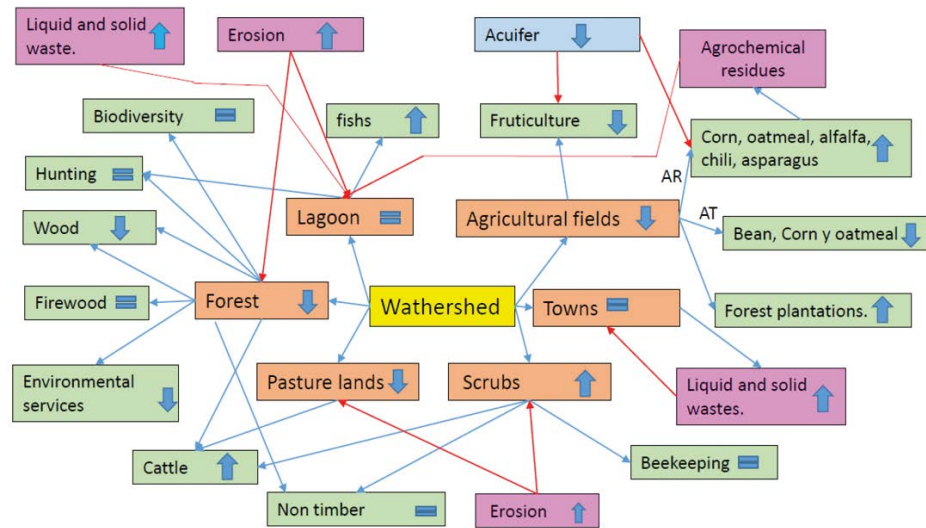 Liquid and solid
waste.
Erosion
Acuifer
Agrochemical
residues
Biodiversity
fishs
Fruticulture
Corn, oatmeal, alfalfa,
chili, asparagus
Hunting
AR
Lagoon
Agricultural fields
AT
Wood
Bean, Corn y oatmeal
Firewood
Forest
Wathershed
Towns
Forest plantations.
Environmental
services
Pasture lands
Scrubs
Liquid and solid
wastes.
Cattle
Beekeeping
Non timber
Erosion